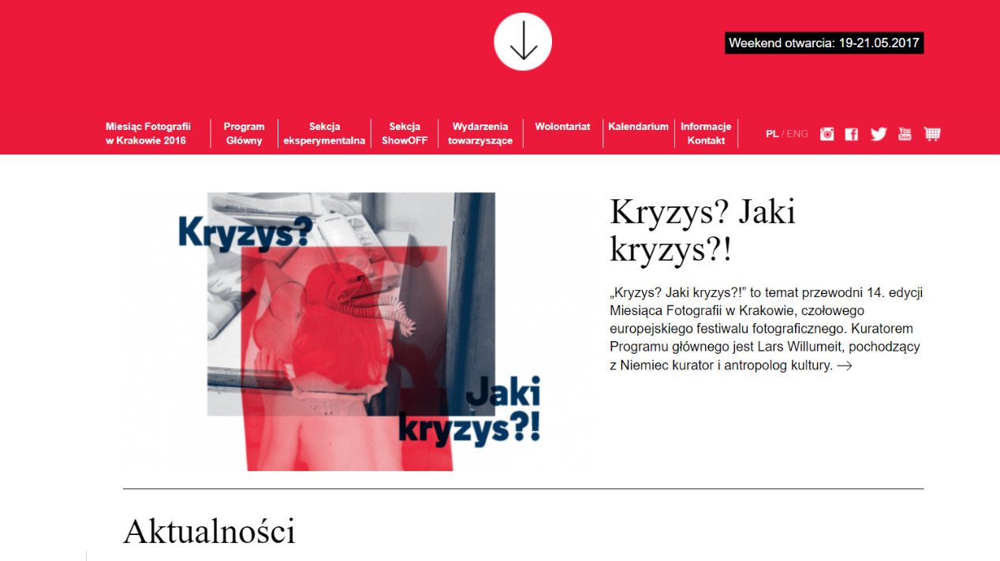 Weekend otwarcia: 19-21.05.2017
Miesiąc Fotografii
w Krakowie 2016
Program
Główny
Sekcja
eksperymentalna
Sekcja
ShowOFF
Wydarzenia
towarzyszące
Wolontariat
Kalendarium
Informacje
Kontakt
PL / ENG
You
Tube
Kryzys?
Jaki
kryzys?!
Kryzys? Jaki
kryzys?!
„Kryzys? Jaki kryzys?!” to temat przewodni 14. edycji
Miesiąca Fotografii w Krakowie, czołowego
europejskiego festiwalu fotograficznego. Kuratorem
Programu głównego jest Lars Willumeit, pochodzący
z Niemiec kurator i antropolog kultury. →
Aktualności